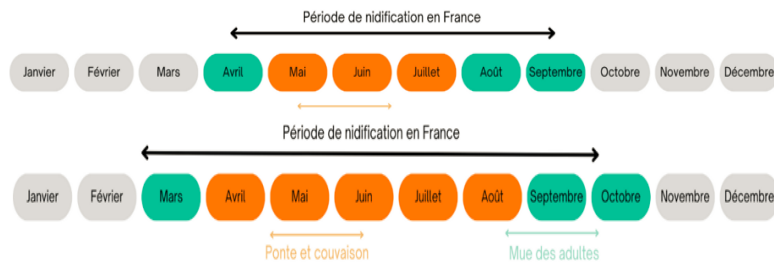 Période de nidification en France
Janvier Février Mars Avril Mai Juin Juillet Août Septembre Octobre Novembre Décembre
Période de nidification en France
Janvier Février Mars Avril Mai Juin Juillet Août Septembre Octobre Novembre Décembre
Ponte et couvaison Mue des adultes